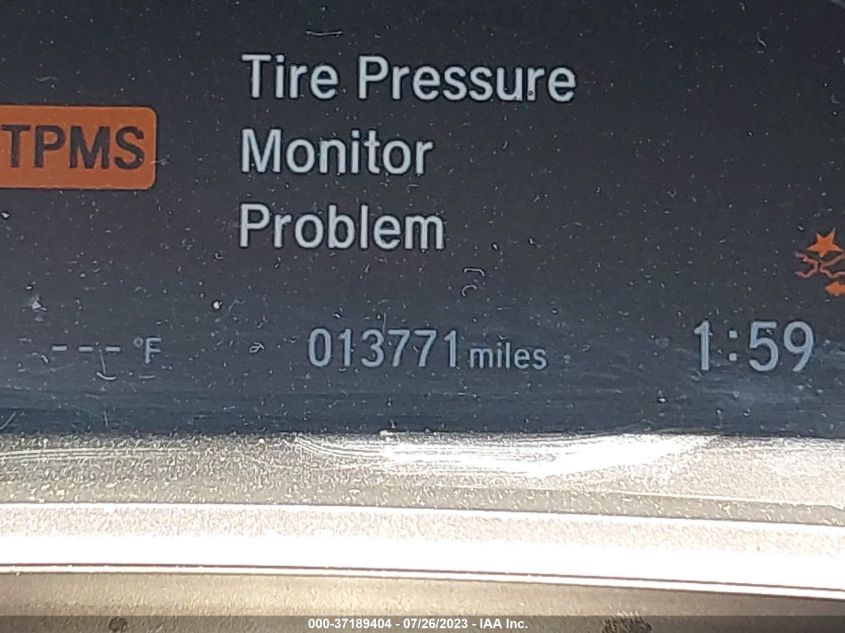 Tire Pressure
TPMS
Monitor
Problem
--- °F 013771 miles 1:59
000-37189404 - 07/26/2023 - IAA Inc.